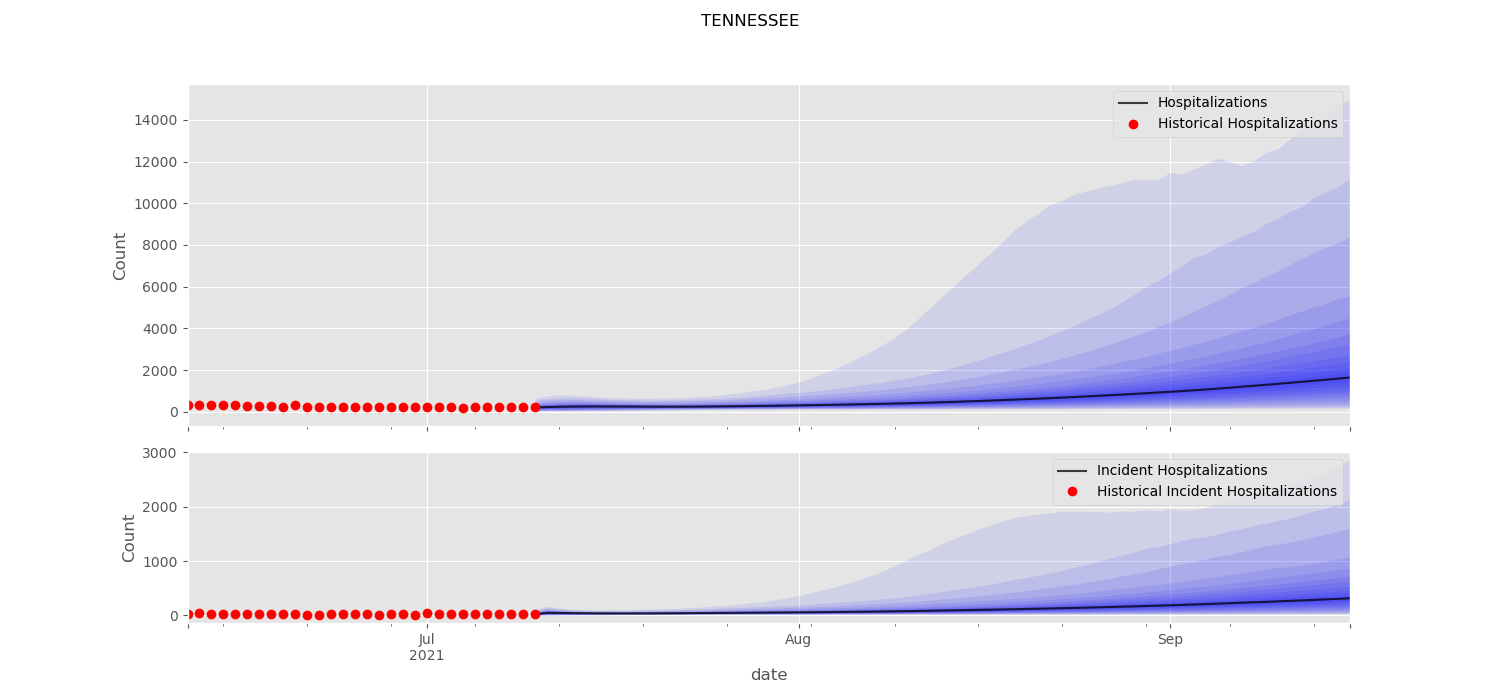 TENNESSEE
Hospitalizations
Historical Hospitalizations
14000
12000
10000
8000
6000
4000
2000
0
Count
Incident Hospitalizations
Historical Incident Hospitalizations
3000
2000
1000
0
Count
Jul
2021
Aug
Sep
date